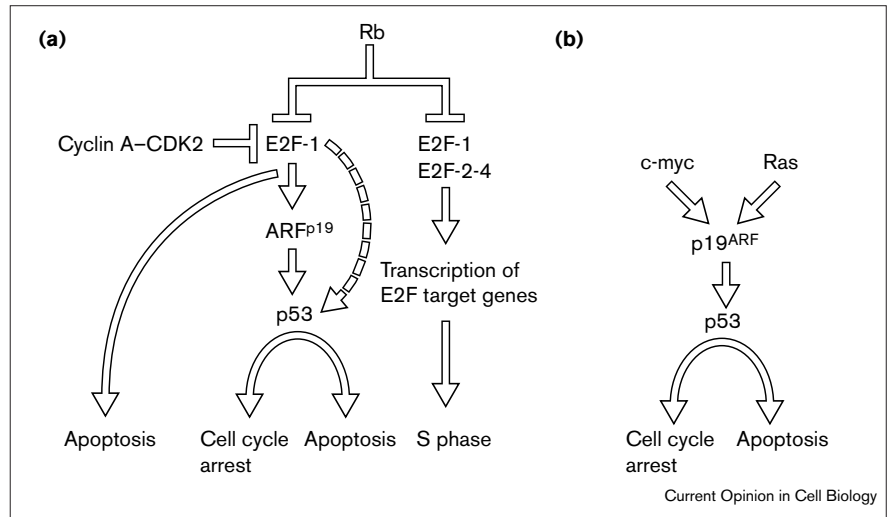 (a)
Rb
Cyclin A–CDK2
E2F-1
E2F-1
E2F-2-4
ARFp19
Transcription of
E2F target genes
p53
Apoptosis
Cell cycle
arrest
Apoptosis
S phase
(b)
c-myc
Ras
p19ARF
p53
Cell cycle
arrest
Apoptosis
Current Opinion in Cell Biology